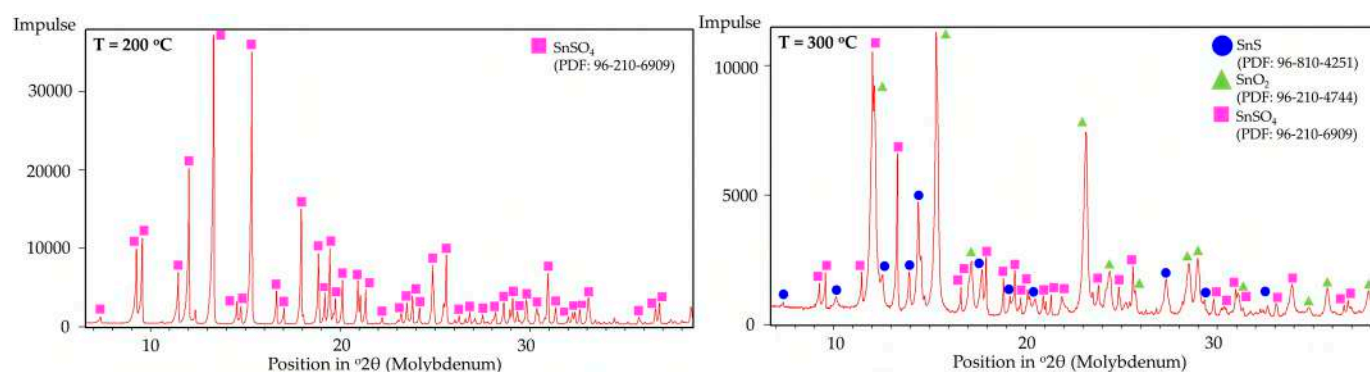 Impulse
T = 200 °C
SnSO4
(PDF: 96-210-6909)
30000
20000
10000
0
10
20
30
Position in °2θ (Molybdenum)
Impulse
T = 300 °C
SnS
(PDF: 96-810-4251)
SnO2
(PDF: 96-210-4744)
SnSO4
(PDF: 96-210-6909)
10000
5000
0
10
20
30
Position in °2θ (Molybdenum)